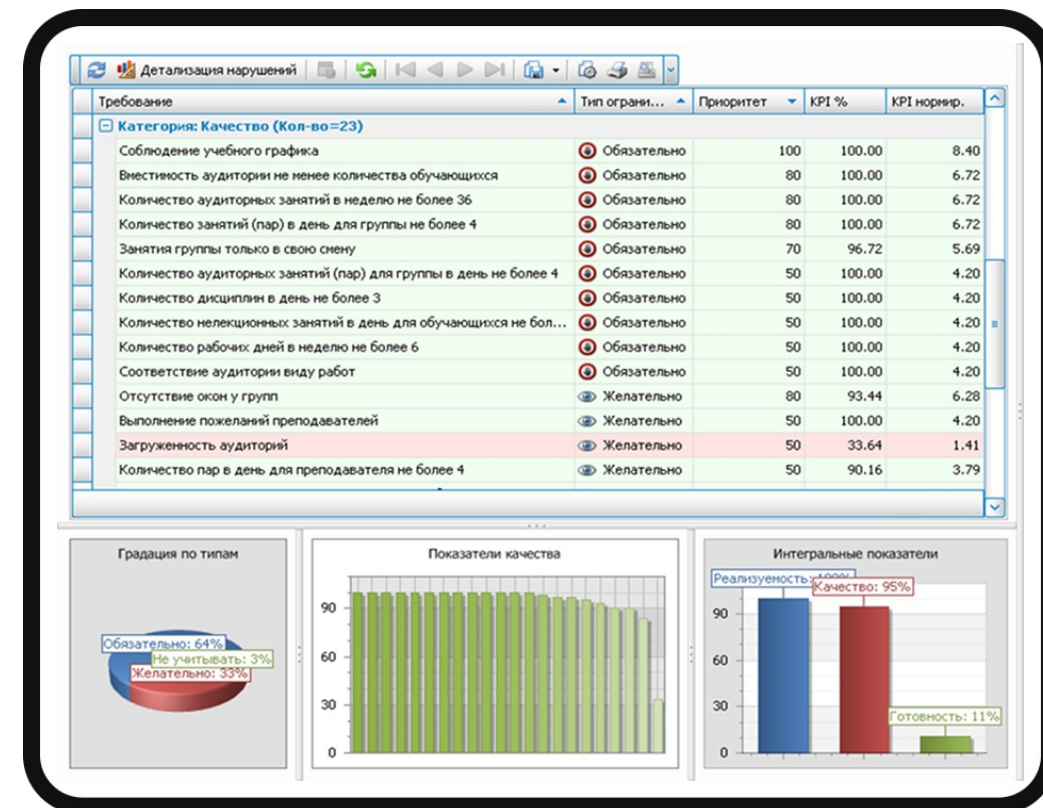 Детализация нарушений
Требование Тип ограни... Приоритет KPI % KPI нормир.
Категория: Качество (Кол-во=23)
Соблюдение учебного графика Обязательно 100 100.00 8.40
Вместимость аудитории не менее количества обучающихся Обязательно 80 100.00 6.72
Количество аудиторных занятий в неделю не более 36 Обязательно 80 100.00 6.72
Количество занятий (пар) в день для группы не более 4 Обязательно 80 100.00 6.72
Занятия группы только в свою смену Обязательно 70 96.72 5.69
Количество аудиторных занятий (пар) для группы в день не более 4 Обязательно 50 100.00 4.20
Количество дисциплин в день не более 3 Обязательно 50 100.00 4.20
Количество нелекционных занятий в день для обучающихся не бол... Обязательно 50 100.00 4.20
Количество рабочих дней в неделю не более 6 Обязательно 50 100.00 4.20
Соответствие аудитории виду работ Обязательно 50 100.00 4.20
Отсутствие окон у групп Желательно 80 93.44 6.28
Выполнение пожеланий преподавателей Желательно 50 100.00 4.20
Загруженность аудиторий Желательно 50 33.64 1.41
Количество пар в день для преподавателя не более 4 Желательно 50 90.16 3.79
Градация по типам
Обязательно: 64%
Не учитывать: 3%
Желательно: 33%
Показатели качества
90
60
30
0
Интегральные показатели
Реализуемость:
Качество: 95%
90
60
30
Готовность: 11%
0